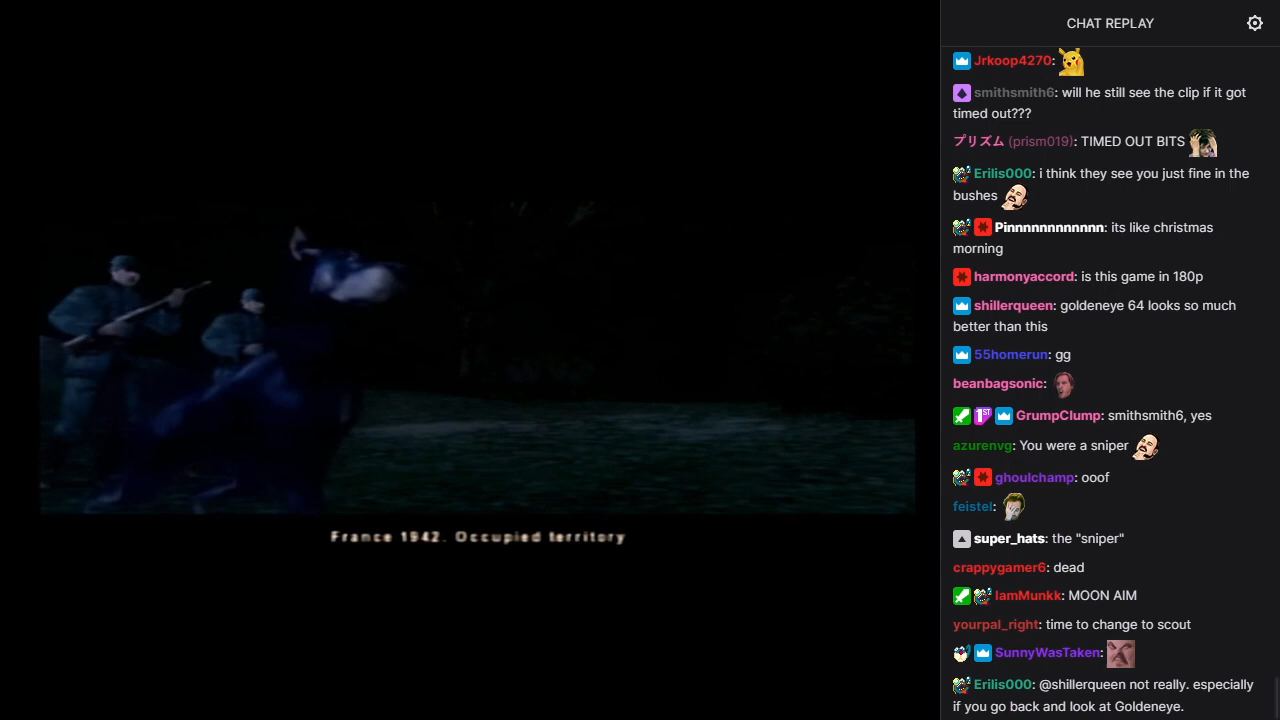 CHAT REPLAY
Jrkoop4270:
smithsmith6: will he still see the clip if it got
timed out???
プリズム (prism019): TIMED OUT BITS
Erilis000: i think they see you just fine in the
bushes
Pinnnnnnnnnnnn: its like christmas
morning
harmonyaccord: is this game in 180p
shillerqueen: goldeneye 64 looks so much
better than this
55homerun: gg
beanbagsonic:
1ST GrumpClump: smithsmith6, yes
azurenvg: You were a sniper
ghoulchamp: ooof
feistel:
super_hats: the "sniper"
crappygamer6: dead
IamMunkk: MOON AIM
yourpal_right: time to change to scout
SunnyWasTaken:
Erilis000: @shillerqueen not really. especially
if you go back and look at Goldeneye.
France 1942. Occupied territory